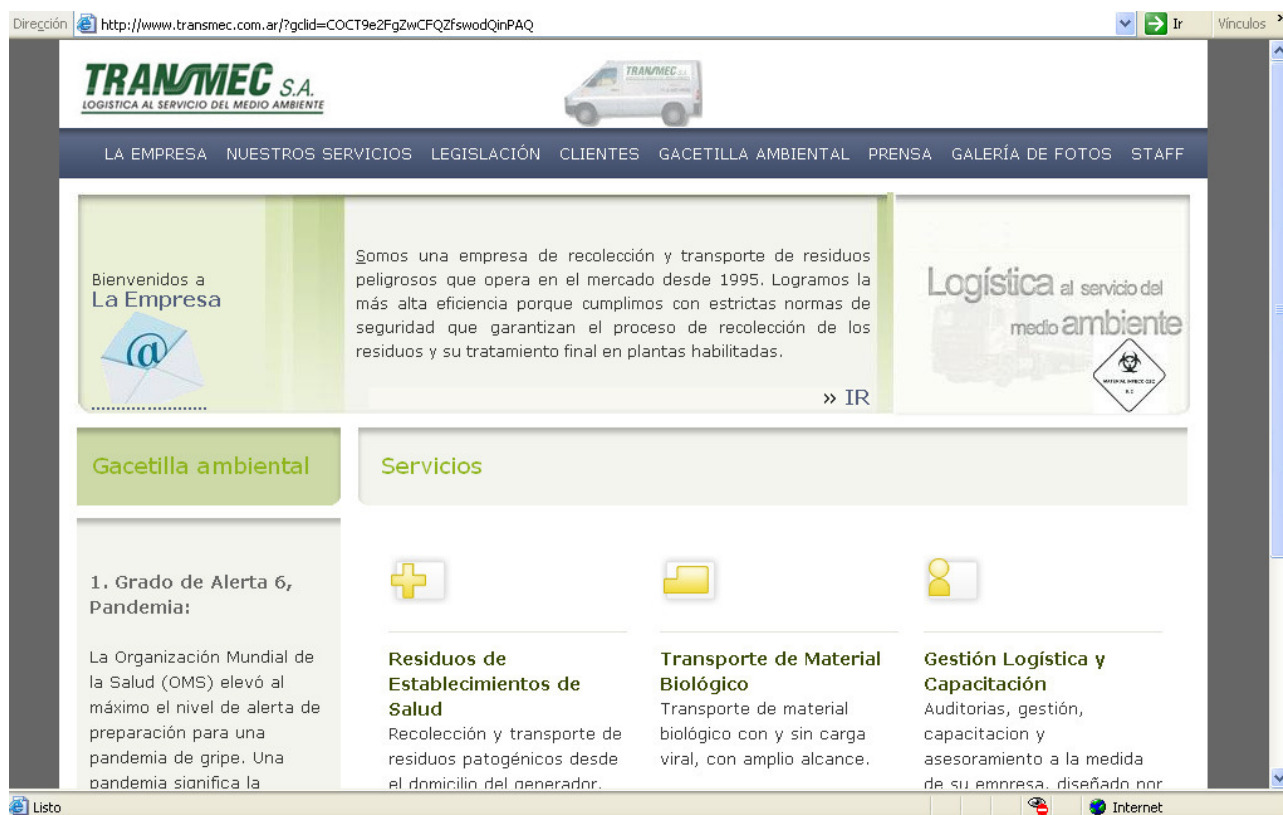 Dirección http://www.transmec.com.ar/?gclid=COCT9e2FgZwCFQZfswodQinPAQ Ir Vínculos
TRANSMEC S.A.
LOGISTICA AL SERVICIO DEL MEDIO AMBIENTE
TRANSMEC S.A.
LA EMPRESA NUESTROS SERVICIOS LEGISLACIÓN CLIENTES GACETILLA AMBIENTAL PRENSA GALERÍA DE FOTOS STAFF
Bienvenidos a
La Empresa
@
Somos una empresa de recolección y transporte de residuos
peligrosos que opera en el mercado desde 1995. Logramos la
más alta eficiencia porque cumplimos con estrictas normas de
seguridad que garantizan el proceso de recolección de los
residuos y su tratamiento final en plantas habilitadas.
» IR
Logística al servicio del
medio ambiente
Gacetilla ambiental
Servicios
1. Grado de Alerta 6,
Pandemia:
La Organización Mundial de
la Salud (OMS) elevó al
máximo el nivel de alerta de
preparación para una
pandemia de gripe. Una
pandemia significa la
Residuos de
Establecimientos de
Salud
Recolección y transporte de
residuos patogénicos desde
el domicilio del generador.
Transporte de Material
Biológico
Transporte de material
biológico con y sin carga
viral, con amplio alcance.
Gestión Logística y
Capacitación
Auditorias, gestión,
capacitacion y
asesoramiento a la medida
de su empresa, diseñado por
Listo Internet